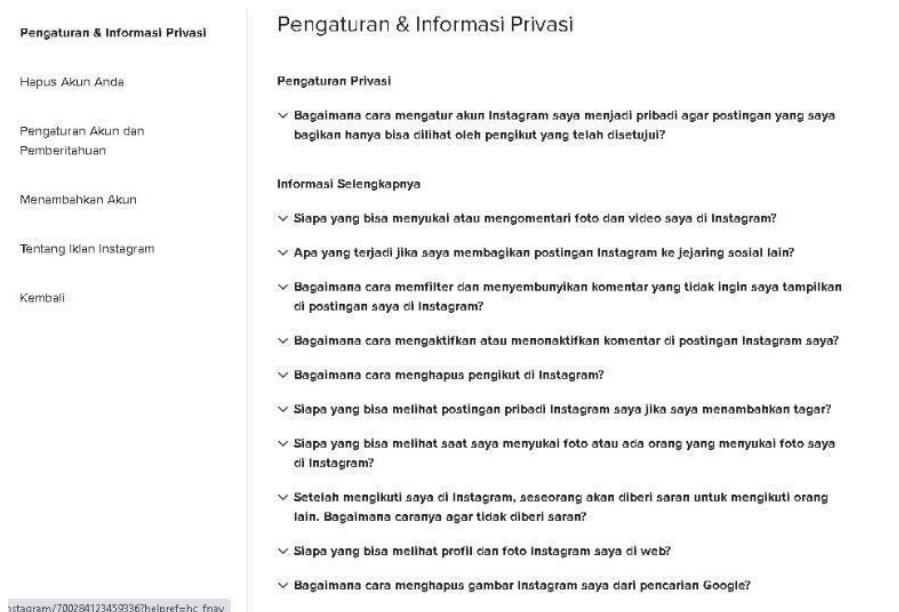 Pengaturan & Informasi Privasi
Hapus Akun Anda
Pengaturan Akun dan
Pemberitahuan
Menambahkan Akun
Tentang Iklan Instagram
Kembali
Pengaturan & Informasi Privasi
Pengaturan Privasi
Bagaimana cara mengatur akun Instagram saya menjadi pribadi agar postingan yang saya
bagikan hanya bisa dilihat oleh pengikut yang telah disetujui?
Informasi Selengkapnya
Siapa yang bisa menyukai atau mengomentari foto dan video saya di Instagram?
Apa yang terjadi jika saya membagikan postingan Instagram ke jejaring sosial lain?
Bagaimana cara memfilter dan menyembunyikan komentar yang tidak ingin saya tampilkan
di postingan saya di Instagram?
Bagaimana cara mengaktifkan atau menonaktifkan komentar di postingan Instagram saya?
Bagaimana cara menghapus pengikut di Instagram?
Siapa yang bisa melihat postingan pribadi Instagram saya jika saya menambahkan tagar?
Siapa yang bisa melihat saat saya menyukai foto atau ada orang yang menyukai foto saya
di Instagram?
Setelah mengikuti saya di Instagram, seseorang akan diberi saran untuk mengikuti orang
lain. Bagaimana caranya agar tidak diberi saran?
Siapa yang bisa melihat profil dan foto Instagram saya di web?
Bagaimana cara menghapus gambar Instagram saya dari pencarian Google?
nstagram/700284123459336?helpref=hc_fnav